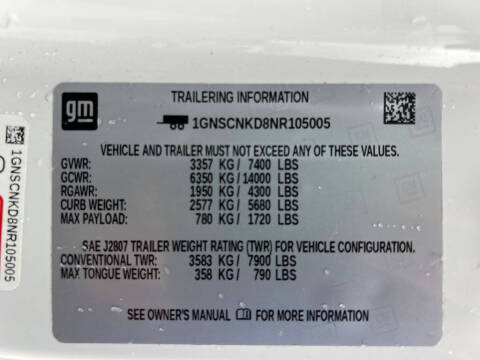 gm
TRAILERING INFORMATION
1GNSCNKD8NR105005
VEHICLE AND TRAILER MUST NOT EXCEED ANY OF THESE VALUES.
GVWR: 3357 KG / 7400 LBS
GCWR: 6350 KG / 14000 LBS
RGAWR: 1950 KG / 4300 LBS
CURB WEIGHT: 2577 KG / 5680 LBS
MAX PAYLOAD: 780 KG / 1720 LBS
SAE J2807 TRAILER WEIGHT RATING (TWR) FOR VEHICLE CONFIGURATION.
CONVENTIONAL TWR: 3583 KG / 7900 LBS
MAX TONGUE WEIGHT: 358 KG / 790 LBS
SEE OWNER'S MANUAL FOR MORE INFORMATION
1GNSCNKD8NR105005